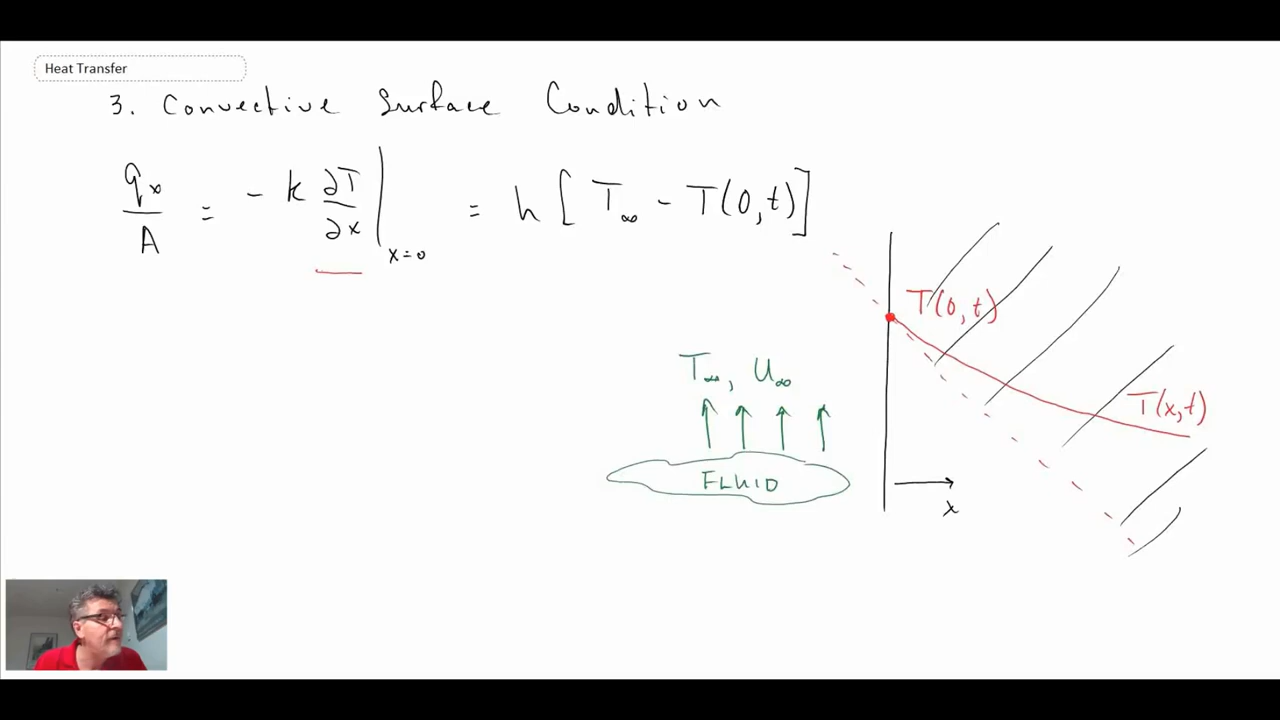 Heat Transfer
3. Convective Surface Condition
qx/A = - k ∂T/∂x | x=0 = h [ T∞ - T(0,t) ]
T(0,t)
T∞, U∞
T(x,t)
FLUID
x